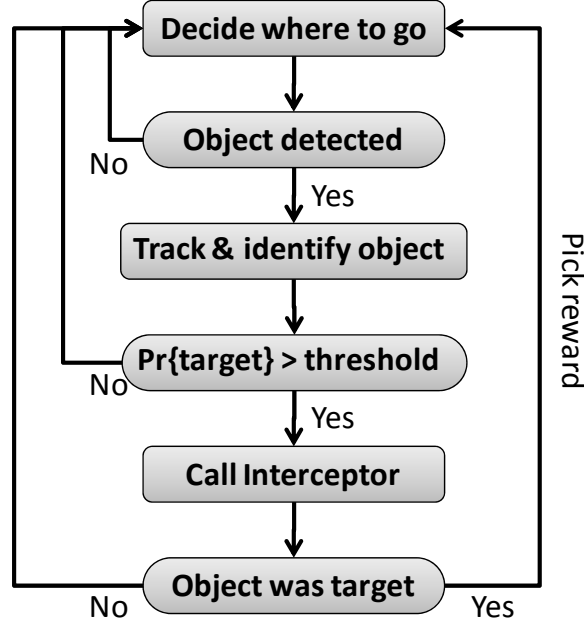 Decide where to go
Object detected
No
Yes
Track & identify object
Pick reward
Pr{target} > threshold
No
Yes
Call Interceptor
Object was target
No
Yes